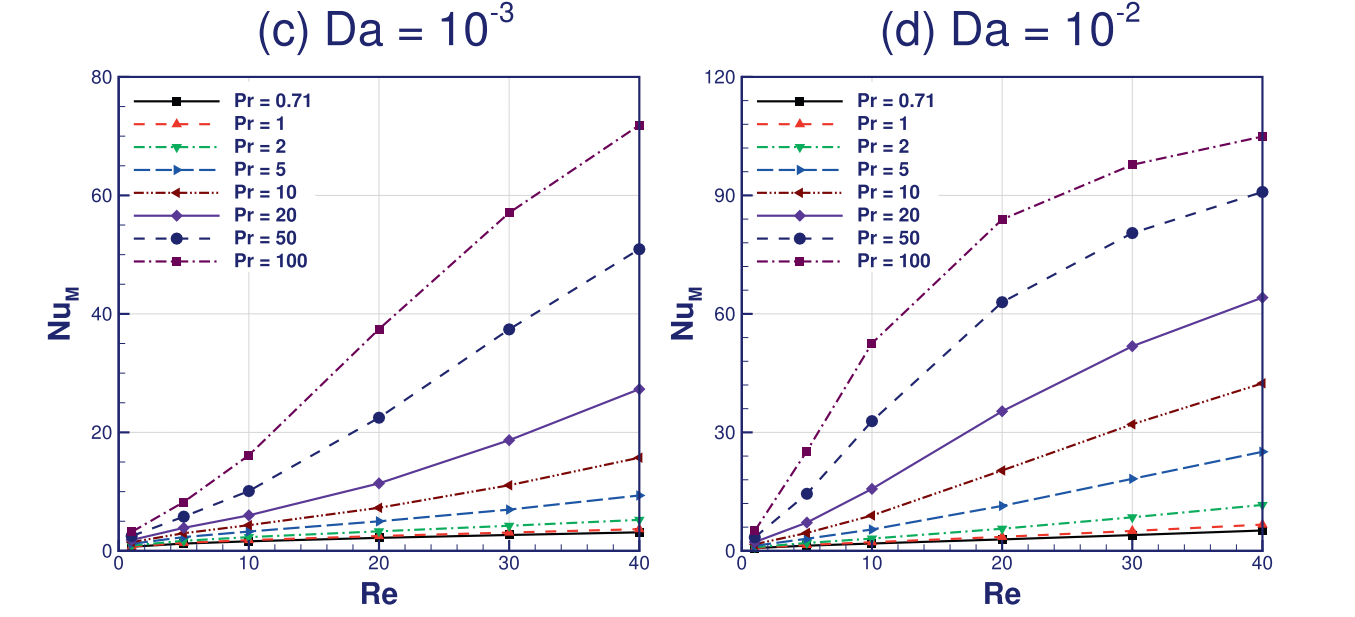 (c) Da = 10⁻³
80
60
40
20
0
Nu_M
Pr = 0.71
Pr = 1
Pr = 2
Pr = 5
Pr = 10
Pr = 20
Pr = 50
Pr = 100
0 10 20 30 40
Re
(d) Da = 10⁻²
120
90
60
30
0
Nu_M
Pr = 0.71
Pr = 1
Pr = 2
Pr = 5
Pr = 10
Pr = 20
Pr = 50
Pr = 100
0 10 20 30 40
Re